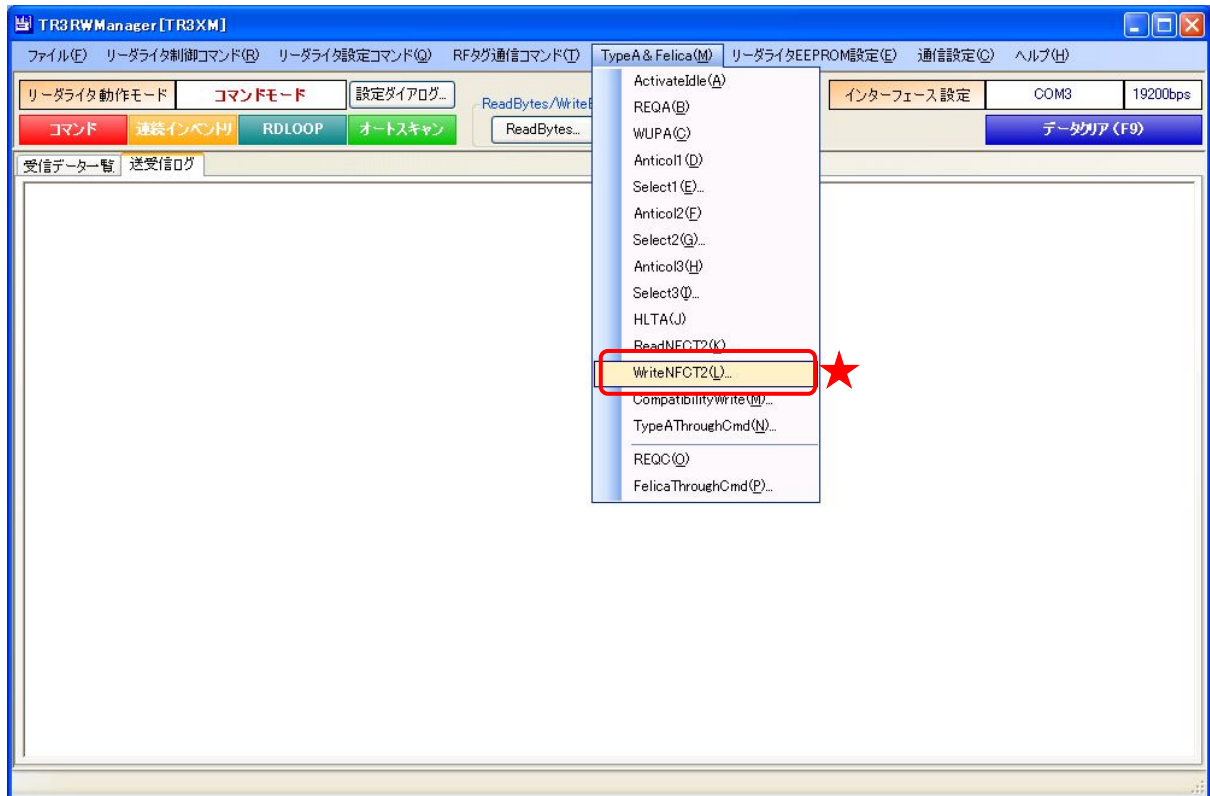 TR3RWManager [TR3XM]
ファイル(F) リーダライタ制御コマンド(R) リーダライタ設定コマンド(Q) RFタグ通信コマンド(T) TypeA & Felica(M) リーダライタEEPROM設定(E) 通信設定(C) ヘルプ(H)
リーダライタ動作モード コマンドモード 設定ダイアログ... ReadBytes/Write インターフェース設定 COM3 19200bps
コマンド 連続インベントリ RDLOOP オートスキャン ReadBytes... データクリア (F9)
受信データ一覧 送受信ログ
ActivateIdle(A)
REQA(B)
WUPA(C)
Anticol1(D)
Select1(E)...
Anticol2(F)
Select2(G)...
Anticol3(H)
Select3(I)...
HLTA(J)
ReadNFCT2(K)
WriteNFCT2(L)...
CompatibilityWrite(M)...
TypeAThroughCmd(N)...
REQC(O)
FelicaThroughCmd(P)...